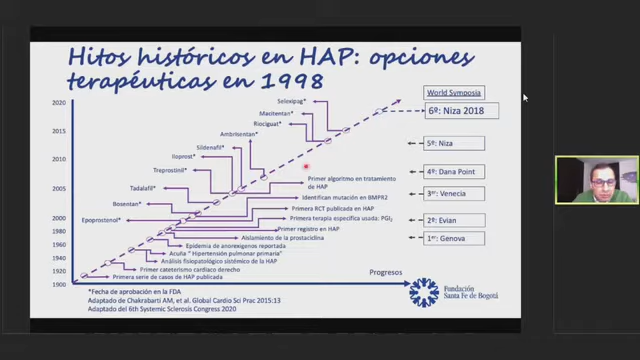 Hitos históricos en HAP: opciones
terapéuticas en 1998
World Symposia
6º: Niza 2018
5º: Niza
4º: Dana Point
3º: Venecia
2º: Evian
1º: Genova
2020
2015
2010
2005
2000
1980
1980
1960
1940
1920
1900
Selexipag*
Macitentan*
Riociguat*
Ambrisentan*
Sildenafil*
Iloprost*
Treprostinil*
Tadalafil*
Bosentan*
Epoprostenol*
Primer algoritmo en tratamiento
de HAP
Identifican mutación en BMPR2
Primera RCT publicada en HAP
Primera terapia específica usada: PGI₂
Primer registro en HAP
Aislamiento de la prostaciclina
Epidemia de anorexogenos reportada
Acuña " Hipertensión pulmonar primaria"
Análisis fisiopatológico sistémico de la HAP
Primer cateterismo cardiaco derecho
Primera serie de casos de HAP publicada
Progresos
*Fecha de aprobación en la FDA
Adaptado de Chakrabarti AM, et al. Global Cardio Sci Prac 2015:13
Adaptado del 6th Systemic Sclerosis Congress 2020
Fundación
Santa Fe de Bogotá